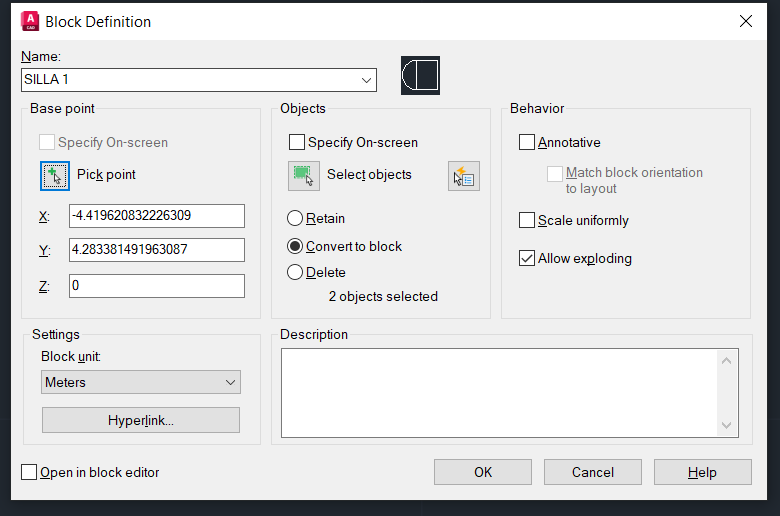 A CAD Block Definition
Name:
SILLA 1
Base point
Specify On-screen
Pick point
X: -4.419620832226309
Y: 4.283381491963087
Z: 0
Objects
Specify On-screen
Select objects
Retain
Convert to block
Delete
2 objects selected
Behavior
Annotative
Match block orientation
to layout
Scale uniformly
Allow exploding
Settings
Block unit:
Meters
Hyperlink...
Description
Open in block editor
OK
Cancel
Help